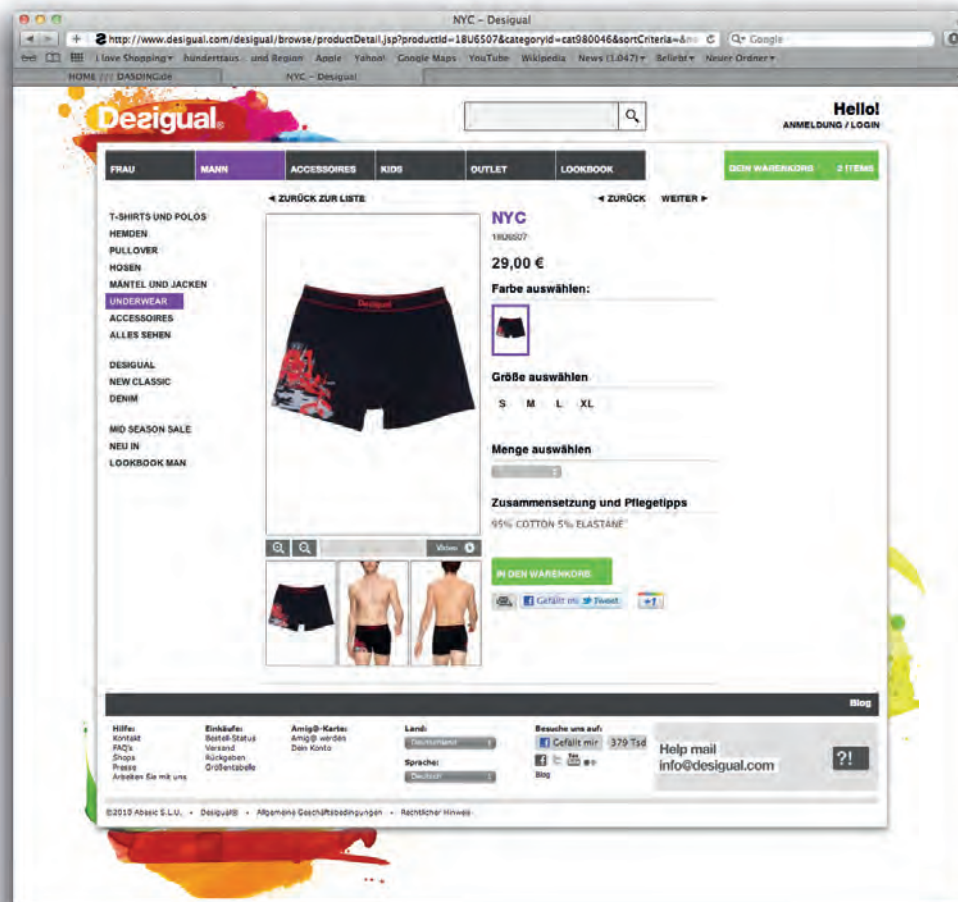 NYC – Desigual
http://www.desigual.com/desigual/browse/productDetail.jsp?productId=18U6507&categoryId=cat980046&sortCriteria=&
Google
I love Shopping hunderttaus... und Region Apple Yahoo! Google Maps YouTube Wikipedia News (1.047) Beliebt Neuer Ordner
HOME /// DASDING.de NYC – Desigual
Desigual®
Hello!
ANMELDUNG / LOGIN
FRAU MANN ACCESSOIRES KIDS OUTLET LOOKBOOK DEIN WARENKORB 2 ITEMS
◄ ZURÜCK ZUR LISTE ◄ ZURÜCK WEITER ►
T-SHIRTS UND POLOS
HEMDEN
PULLOVER
HOSEN
MÄNTEL UND JACKEN
UNDERWEAR
ACCESSOIRES
ALLES SEHEN
DESIGUAL
NEW CLASSIC
DENIM
MID SEASON SALE
NEU IN
LOOKBOOK MAN
Desigual
Video
NYC
18U6507
29,00 €
Farbe auswählen:
Größe auswählen
S M L XL
Menge auswählen
Zusammensetzung und Pflegetipps
95% COTTON 5% ELASTANE
IN DEN WARENKORB
Gefällt mi Tweet +1
Blog
Hilfe:
Kontakt
FAQ's
Shops
Presse
Arbeiten Sie mit uns
Einkäufe:
Bestell-Status
Versand
Rückgaben
Größentabelle
Amig@-Karte:
Amig@ werden
Dein Konto
Land:
Deutschland
Sprache:
Deutsch
Besuche uns auf:
Gefällt mir 379 Tsd
Blog
Help mail
info@desigual.com
?!
©2010 Abasic S.L.U. • Desigual® • Allgemeine Geschäftsbedingungen • Rechtlicher Hinweis